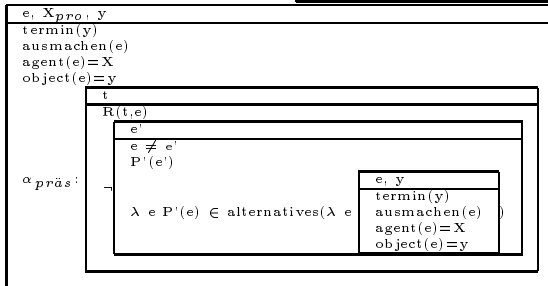 e, X_pro, y
termin(y)
ausmachen(e)
agent(e)=X
object(e)=y
t
R(t,e)
e'
e ≠ e'
P'(e')
α_präs: ¬
λ e P'(e) ∈ alternatives(λ e )
e, y
termin(y)
ausmachen(e)
agent(e)=X
object(e)=y